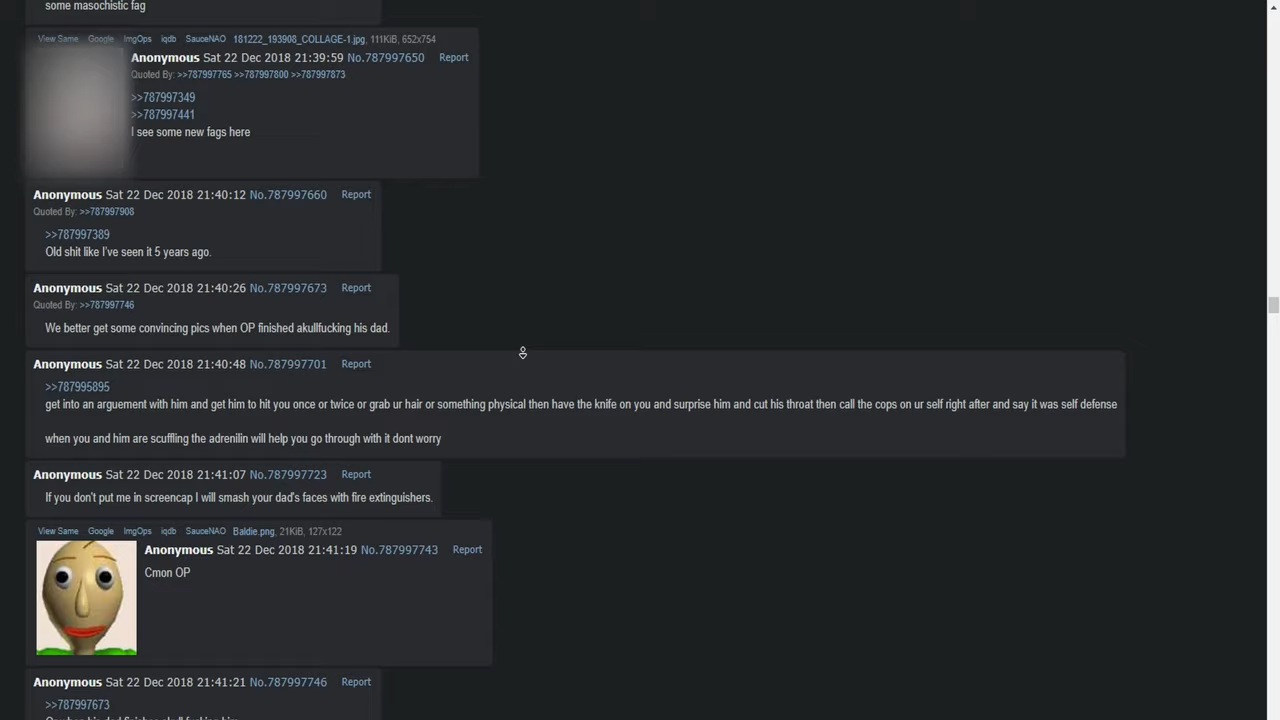 some masochistic fag
View Same Google ImgOps iqdb SauceNAO 181222_193908_COLLAGE-1.jpg, 111KiB, 652x754
Anonymous Sat 22 Dec 2018 21:39:59 No.787997650 Report
Quoted By: >>787997765 >>787997800 >>787997873
>>787997349
>>787997441
I see some new fags here
Anonymous Sat 22 Dec 2018 21:40:12 No.787997660 Report
Quoted By: >>787997908
>>787997389
Old shit like I've seen it 5 years ago.
Anonymous Sat 22 Dec 2018 21:40:26 No.787997673 Report
Quoted By: >>787997746
We better get some convincing pics when OP finished akullfucking his dad.
Anonymous Sat 22 Dec 2018 21:40:48 No.787997701 Report
>>787995895
get into an arguement with him and get him to hit you once or twice or grab ur hair or something physical then have the knife on you and surprise him and cut his throat then call the cops on ur self right after and say it was self defense
when you and him are scuffling the adrenilin will help you go through with it dont worry
Anonymous Sat 22 Dec 2018 21:41:07 No.787997723 Report
If you don't put me in screencap I will smash your dad's faces with fire extinguishers.
View Same Google ImgOps iqdb SauceNAO Baldie.png, 21KiB, 127x122
Anonymous Sat 22 Dec 2018 21:41:19 No.787997743 Report
Cmon OP
Anonymous Sat 22 Dec 2018 21:41:21 No.787997746 Report
>>787997673